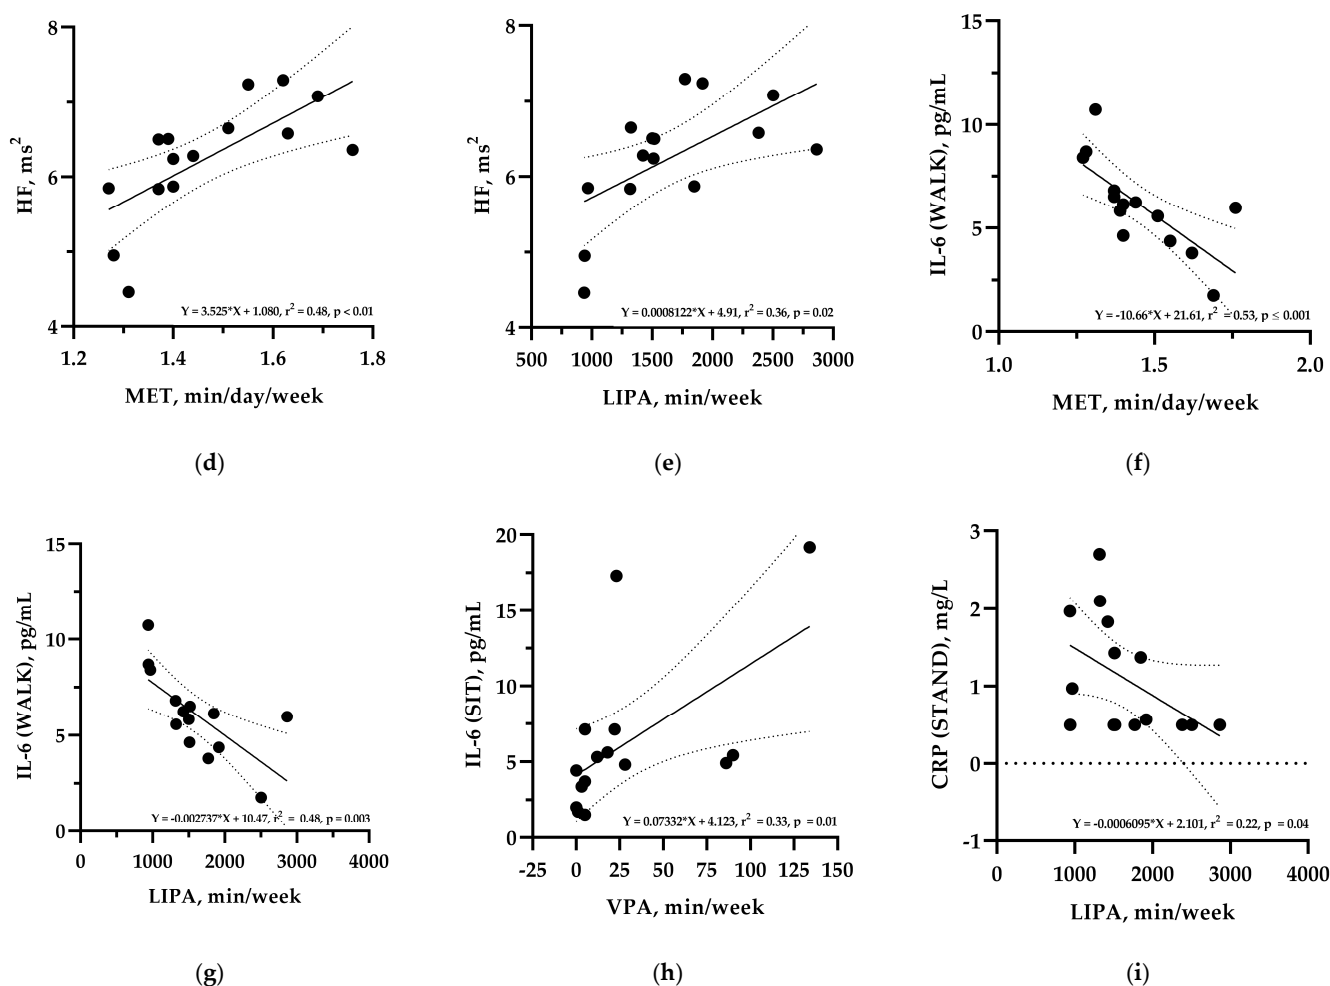 8
7
6
5
4
HF, ms2
Y = 3.525*X + 1.080, r2 = 0.48, p < 0.01
1.2 1.4 1.6 1.8
MET, min/day/week
(d)
8
6
4
HF, ms2
Y = 0.0008122*X + 4.91, r2 = 0.36, p = 0.02
500 1000 1500 2000 2500 3000
LIPA, min/week
(e)
15
10
5
0
IL-6 (WALK), pg/mL
Y = -10.66*X + 21.61, r2 = 0.53, p ≤ 0.001
1.0 1.5 2.0
MET, min/day/week
(f)
15
10
5
0
IL-6 (WALK), pg/mL
Y = -0.002737*X + 10.47, r2 = 0.48, p = 0.003
0 1000 2000 3000 4000
LIPA, min/week
(g)
20
15
10
5
0
IL-6 (SIT), pg/mL
Y = 0.07332*X + 4.123, r2 = 0.33, p = 0.01
-25 0 25 50 75 100 125 150
VPA, min/week
(h)
3
2
1
0
-1
CRP (STAND), mg/L
Y = -0.0006095*X + 2.101, r2 = 0.22, p = 0.04
0 1000 2000 3000 4000
LIPA, min/week
(i)